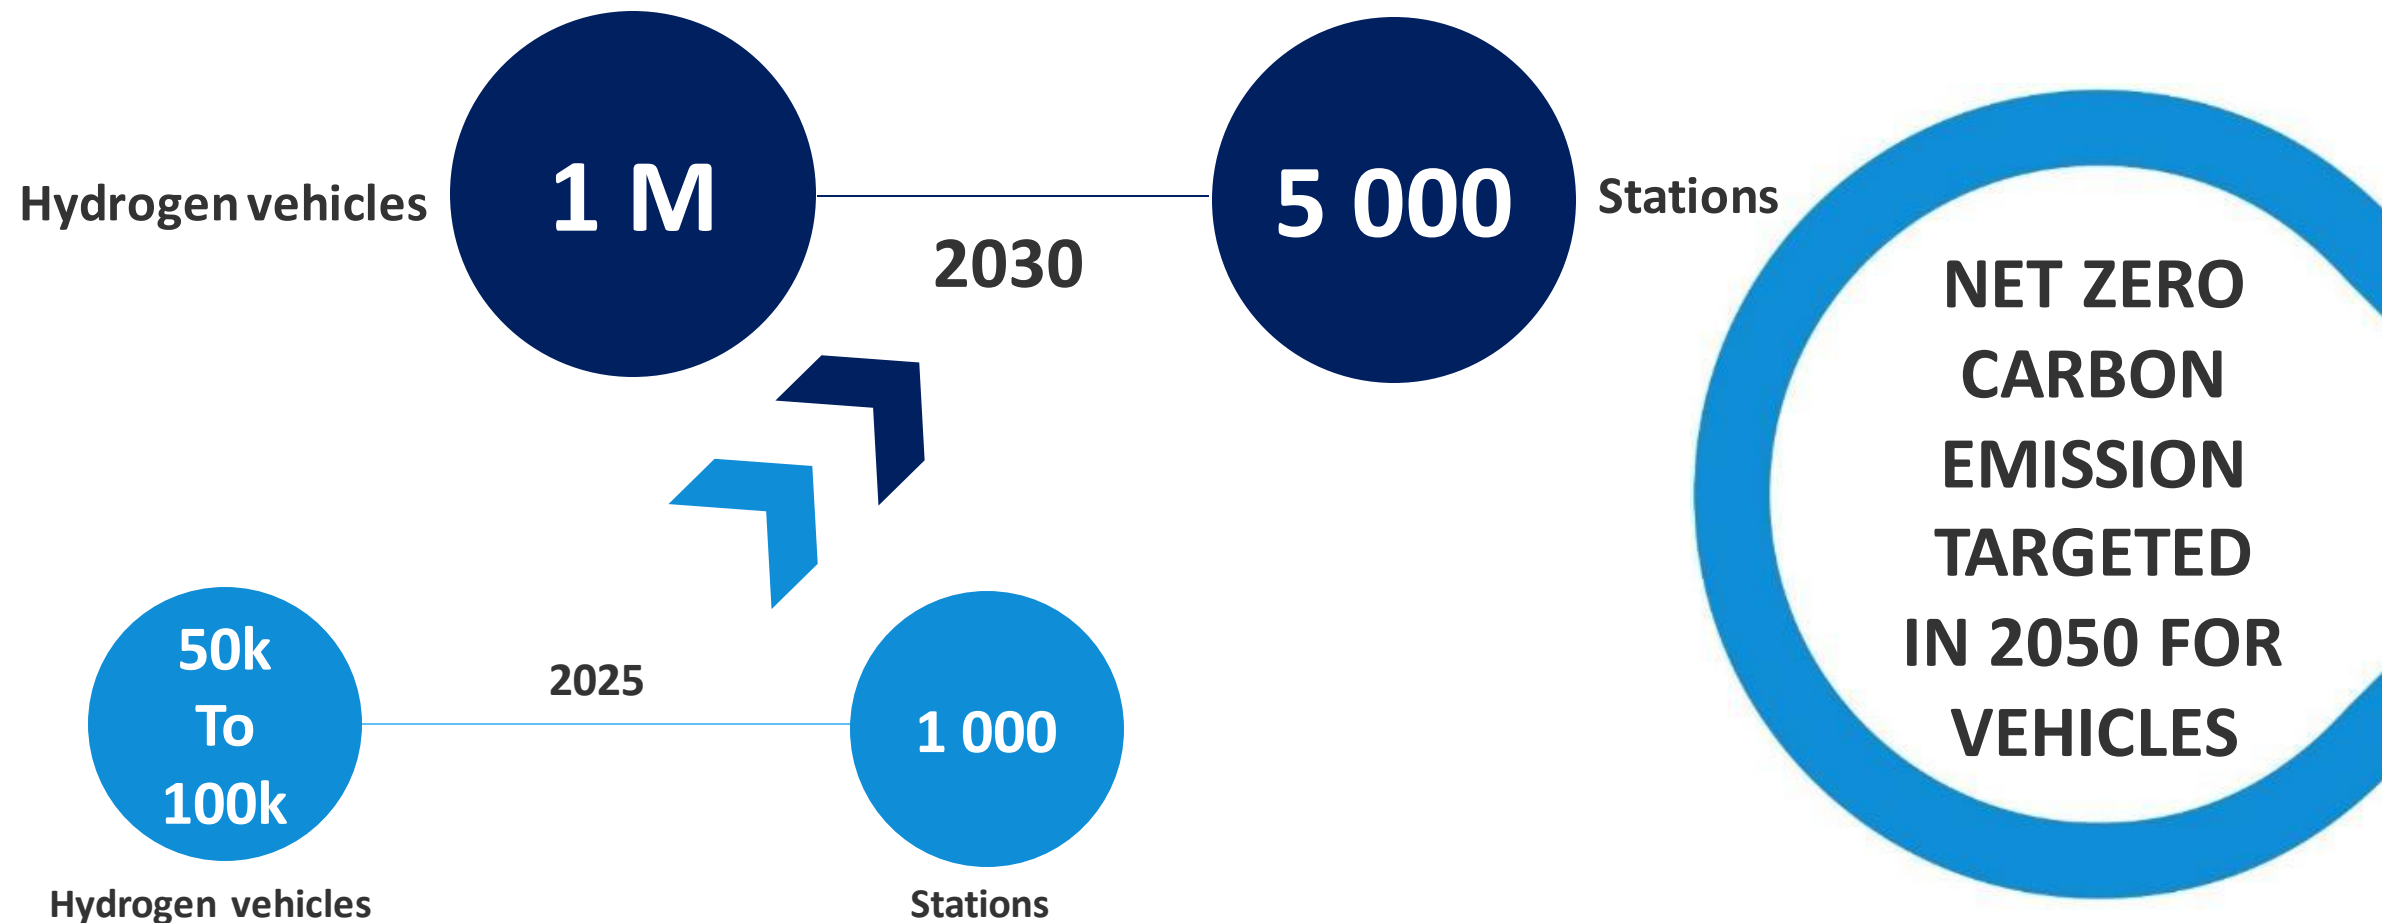 Hydrogen vehicles
1 M
2030
5 000
Stations
50k
To
100k
Hydrogen vehicles
2025
1 000
Stations
NET ZERO
CARBON
EMISSION
TARGETED
IN 2050 FOR
VEHICLES